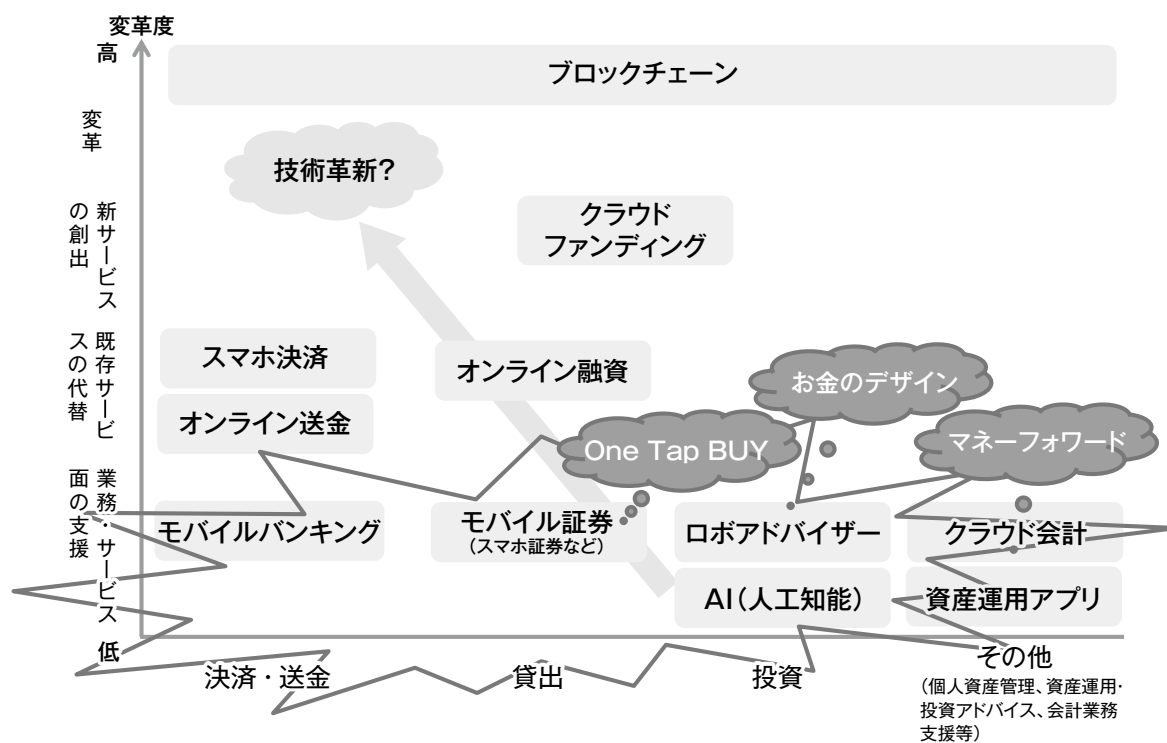 変革度
高
ブロックチェーン
変革
技術革新？
新サービス
の創出
クラウド
ファンディング
既存サービ
スの代替
スマホ決済
オンライン融資
お金のデザイン
オンライン送金
One Tap BUY
マネーフォワード
業務・サービス
面の支援
モバイルバンキング
モバイル証券
（スマホ証券など）
ロボアドバイザー
クラウド会計
AI（人工知能）
資産運用アプリ
低
決済・送金
貸出
投資
その他
（個人資産管理、資産運用・
投資アドバイス、会計業務
支援等）